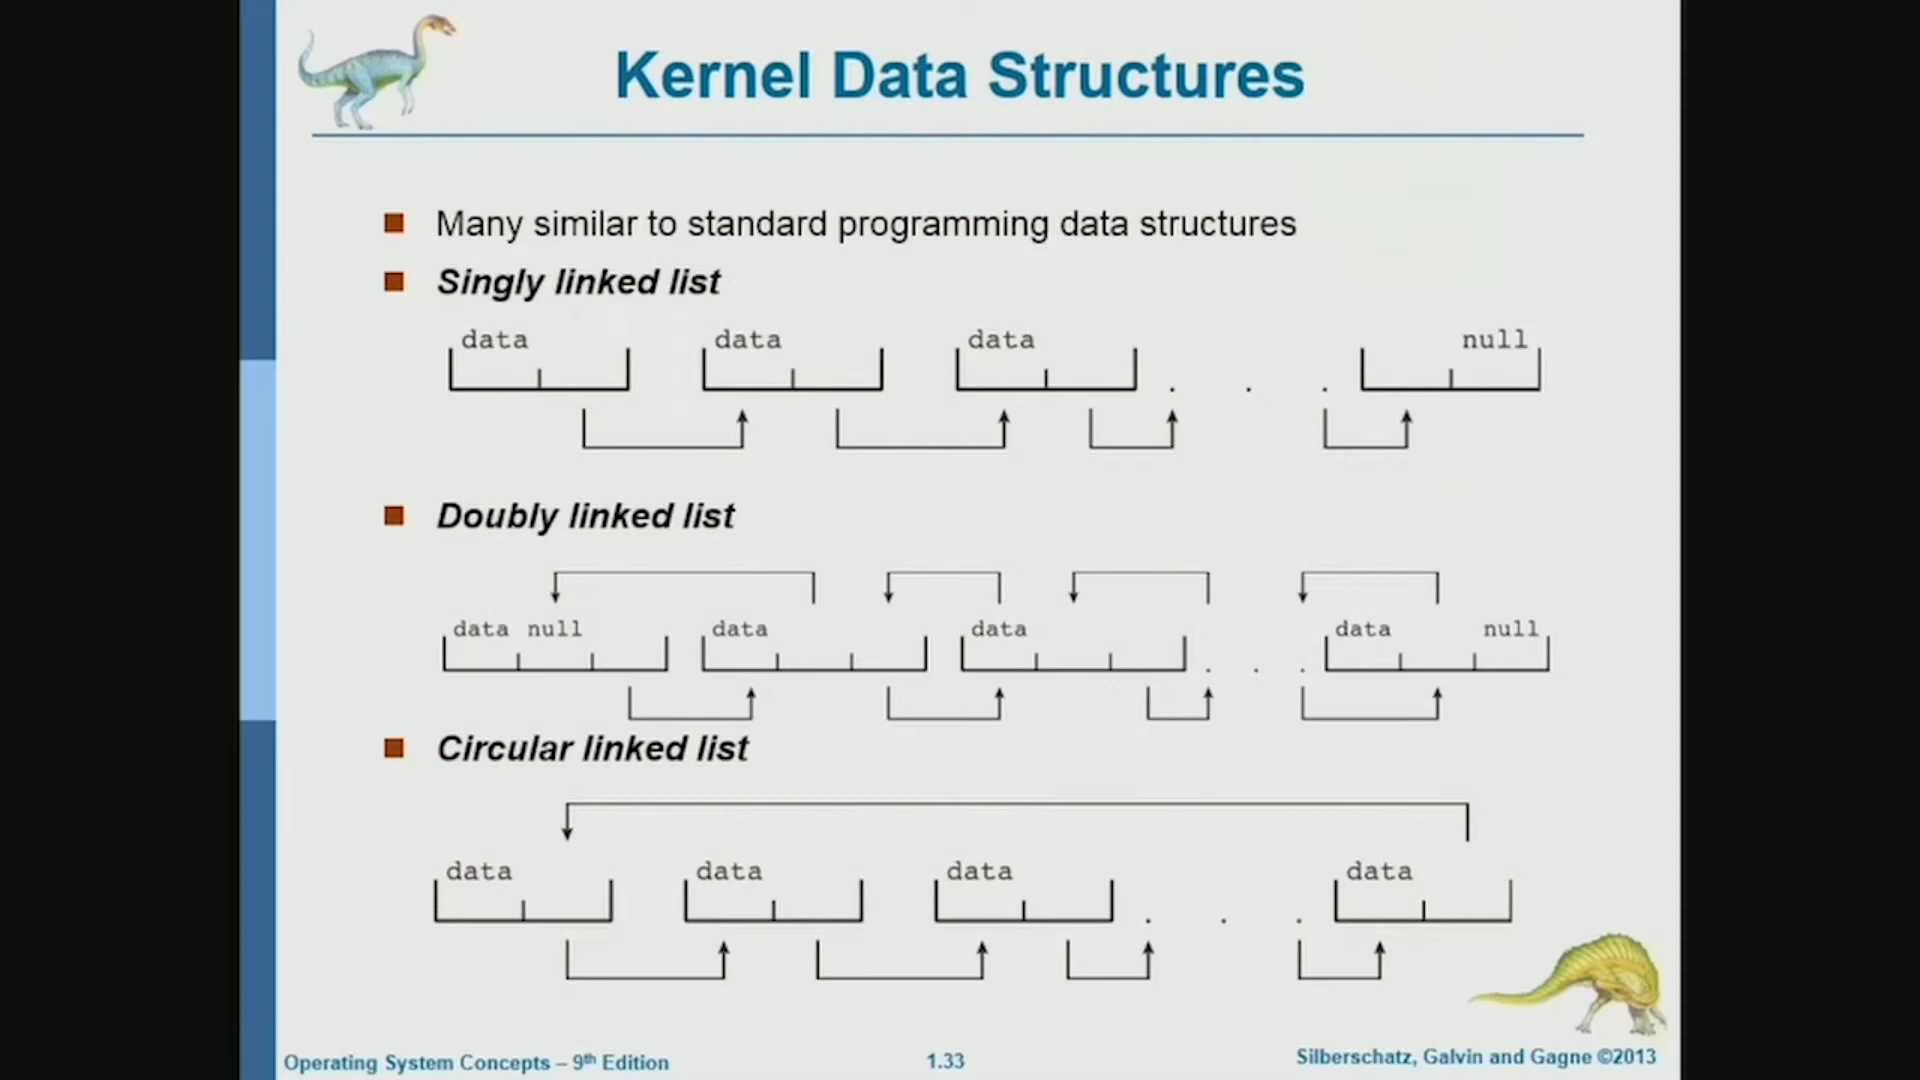 Kernel Data Structures
Many similar to standard programming data structures
Singly linked list
data data data null
Doubly linked list
data null data data data null
Circular linked list
data data data data
Operating System Concepts – 9th Edition 1.33 Silberschatz, Galvin and Gagne ©2013